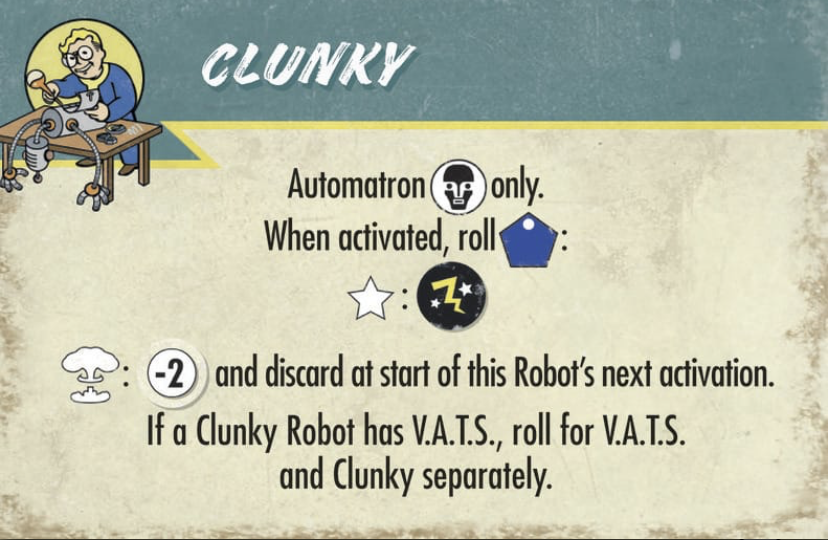 CLUNKY
Automatron only.
When activated, roll :
:
: -2 and discard at start of this Robot's next activation.
If a Clunky Robot has V.A.T.S., roll for V.A.T.S.
and Clunky separately.